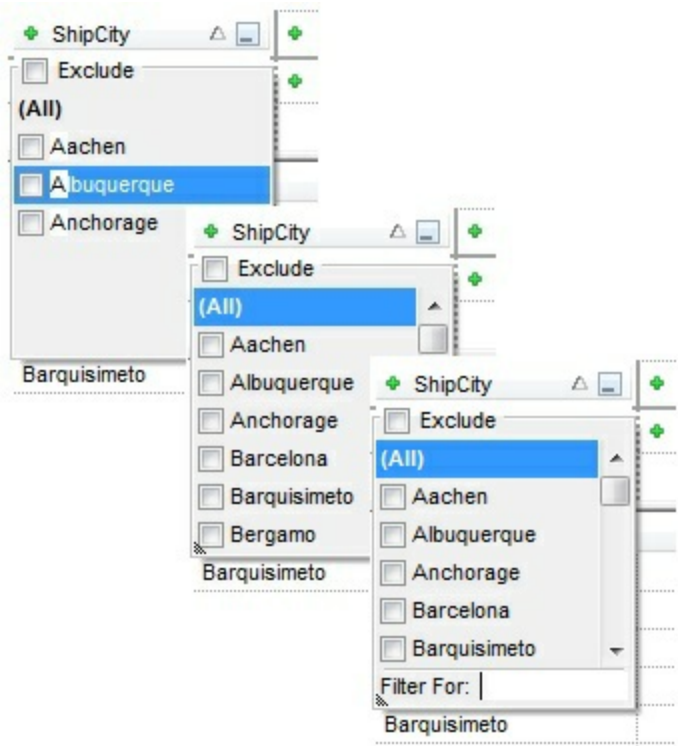 ShipCity
Exclude
(All)
Aachen
Albuquerque
Anchorage
Barquisimeto
ShipCity
Exclude
(All)
Aachen
Albuquerque
Anchorage
Barcelona
Barquisimeto
Bergamo
Barquisimeto
ShipCity
Exclude
(All)
Aachen
Albuquerque
Anchorage
Barcelona
Barquisimeto
Filter For:
Barquisimeto